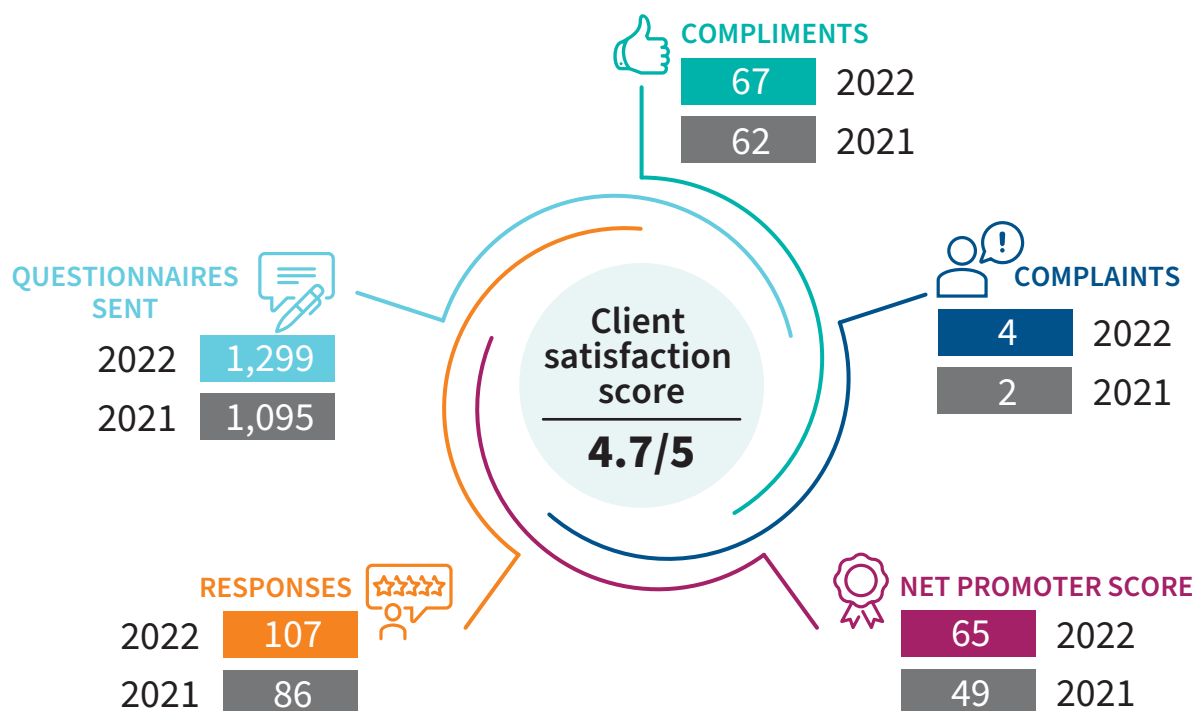 COMPLIMENTS
67 2022
62 2021
QUESTIONNAIRES
SENT
2022 1,299
2021 1,095
Client
satisfaction
score
4.7/5
!
COMPLAINTS
4 2022
2 2021
RESPONSES
2022 107
2021 86
NET PROMOTER SCORE
65 2022
49 2021